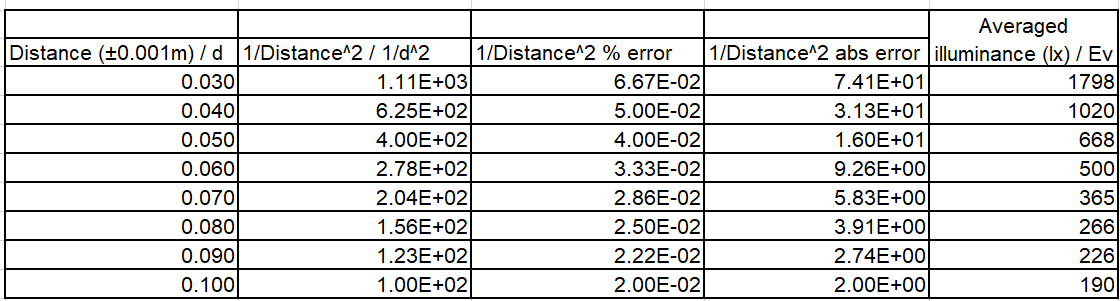 Averaged
Distance (±0.001m) / d 1/Distance^2 / 1/d^2 1/Distance^2 % error 1/Distance^2 abs error illuminance (lx) / Ev
0.030 1.11E+03 6.67E-02 7.41E+01 1798
0.040 6.25E+02 5.00E-02 3.13E+01 1020
0.050 4.00E+02 4.00E-02 1.60E+01 668
0.060 2.78E+02 3.33E-02 9.26E+00 500
0.070 2.04E+02 2.86E-02 5.83E+00 365
0.080 1.56E+02 2.50E-02 3.91E+00 266
0.090 1.23E+02 2.22E-02 2.74E+00 226
0.100 1.00E+02 2.00E-02 2.00E+00 190